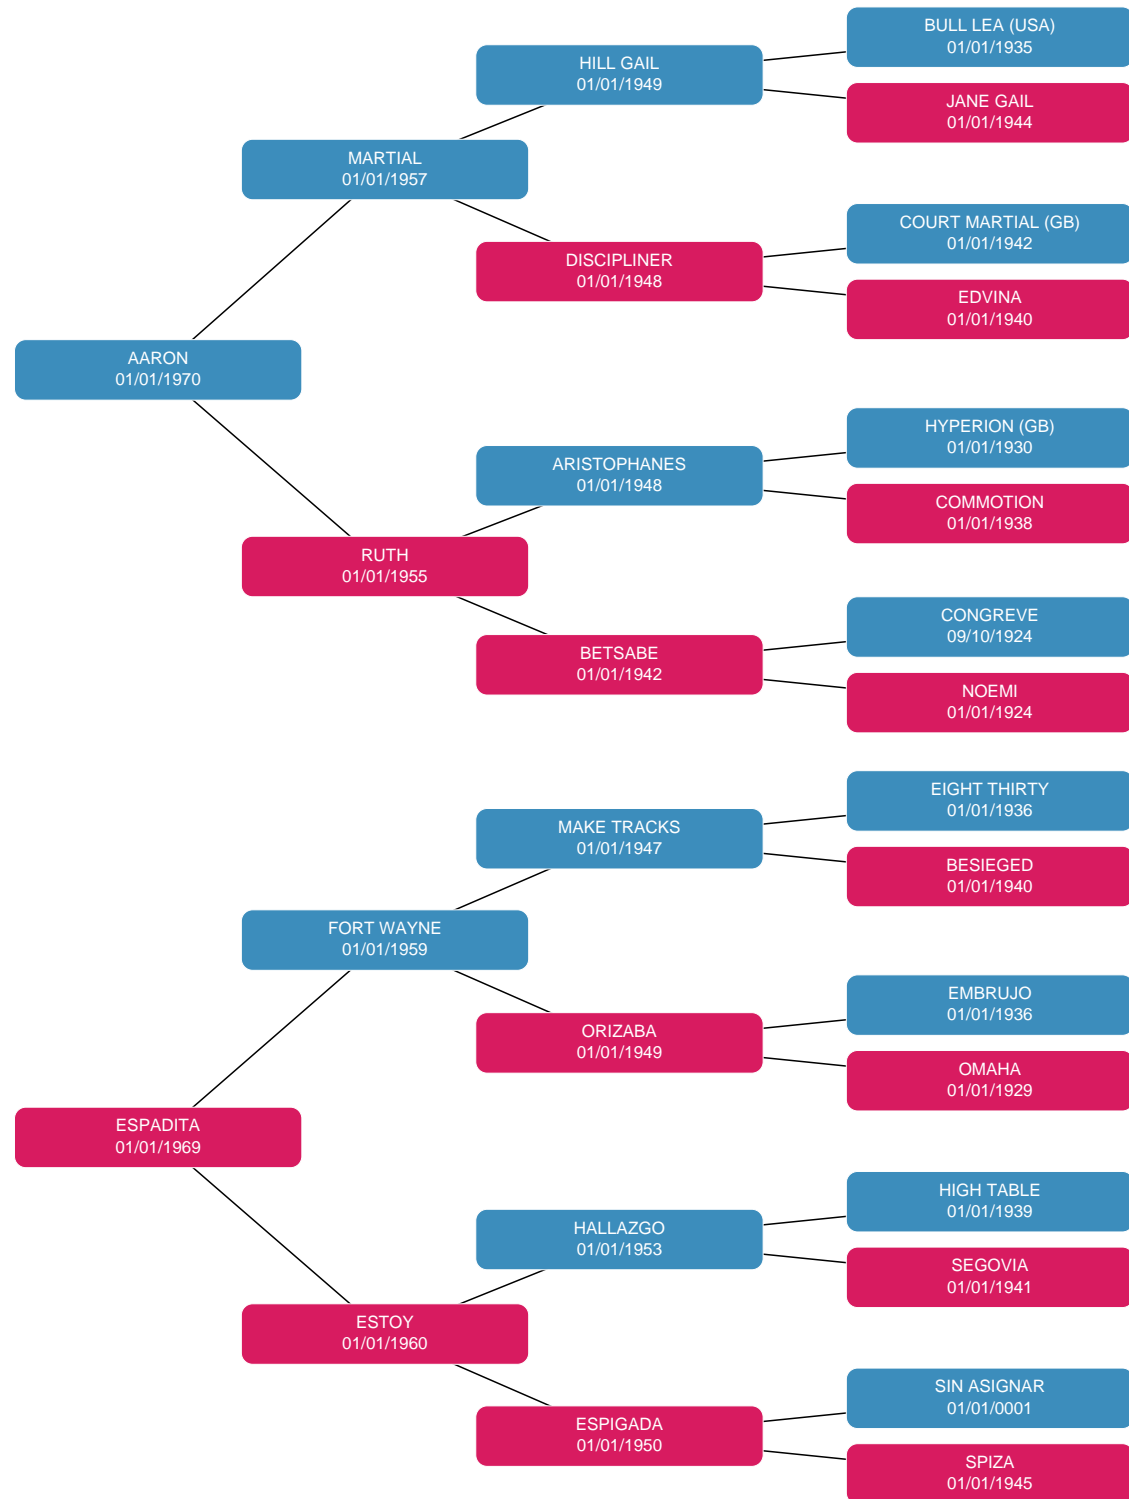 BULL LEA (USA)
01/01/1935
HILL GAIL
01/01/1949
JANE GAIL
01/01/1944
MARTIAL
01/01/1957
COURT MARTIAL (GB)
01/01/1942
DISCIPLINER
01/01/1948
EDVINA
01/01/1940
AARON
01/01/1970
HYPERION (GB)
01/01/1930
ARISTOPHANES
01/01/1948
COMMOTION
01/01/1938
RUTH
01/01/1955
CONGREVE
09/10/1924
BETSABE
01/01/1942
NOEMI
01/01/1924
EIGHT THIRTY
01/01/1936
MAKE TRACKS
01/01/1947
BESIEGED
01/01/1940
FORT WAYNE
01/01/1959
EMBRUJO
01/01/1936
ORIZABA
01/01/1949
OMAHA
01/01/1929
ESPADITA
01/01/1969
HIGH TABLE
01/01/1939
HALLAZGO
01/01/1953
SEGOVIA
01/01/1941
ESTOY
01/01/1960
SIN ASIGNAR
01/01/0001
ESPIGADA
01/01/1950
SPIZA
01/01/1945